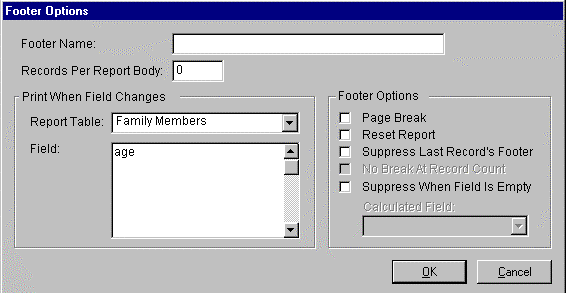 Footer Options
Footer Name:
Records Per Report Body: 0
Print When Field Changes
Report Table: Family Members
Field: age
Footer Options
Page Break
Reset Report
Suppress Last Record's Footer
No Break At Record Count
Suppress When Field Is Empty
Calculated Field:
OK Cancel